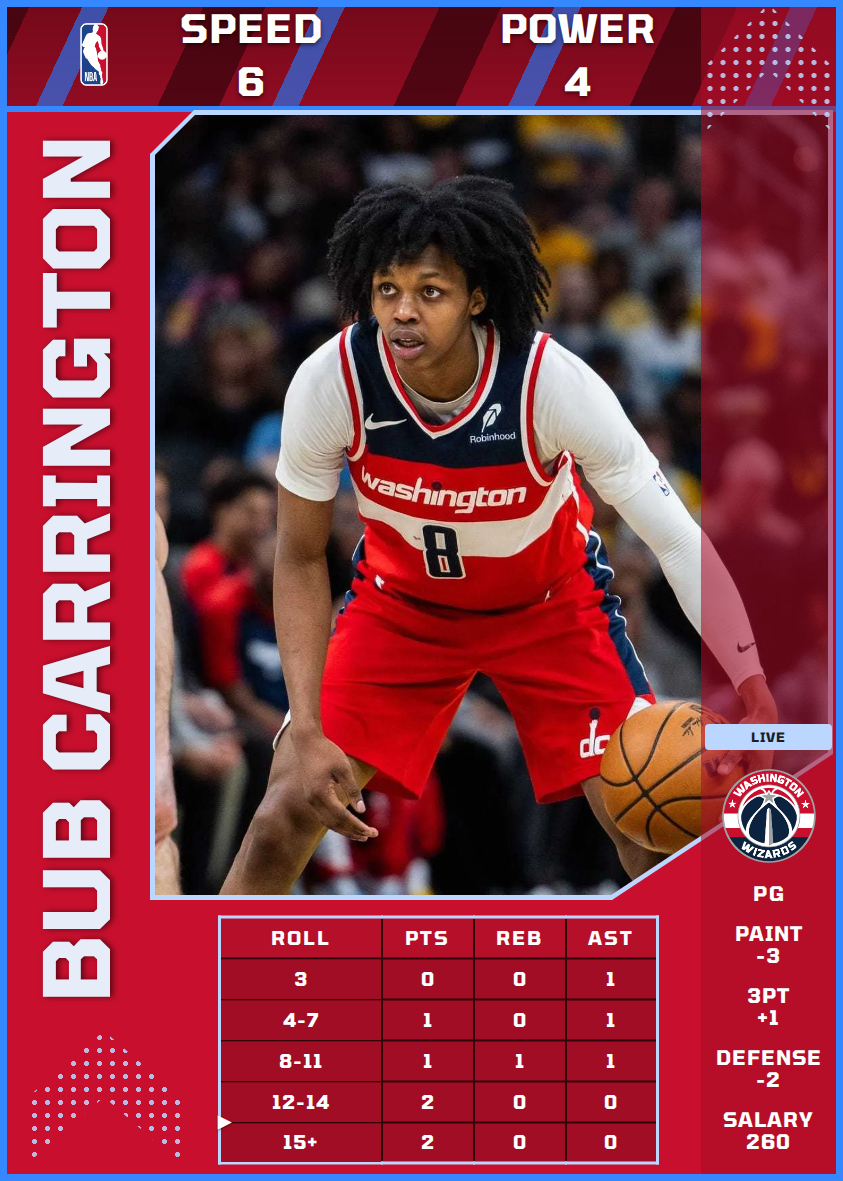 SPEED
6
POWER
4
NBA
BUB CARRINGTON
Robinhood
washington
8
dc
LIVE
WASHINGTON
WIZARDS
PG
PAINT
-3
3PT
+1
DEFENSE
-2
SALARY
260
ROLL PTS REB AST
3 0 0 1
4-7 1 0 1
8-11 1 1 1
12-14 2 0 0
15+ 2 0 0